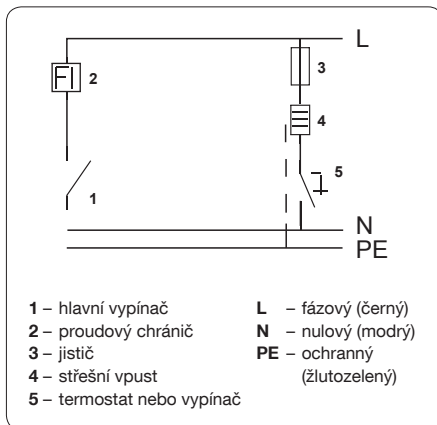 L
FI
2
3
4
5
1
N
PE
1 – hlavní vypínač
2 – proudový chránič
3 – jistič
4 – střešní vpust
5 – termostat nebo vypínač
L – fázový (černý)
N – nulový (modrý)
PE – ochranný
(žlutozelený)